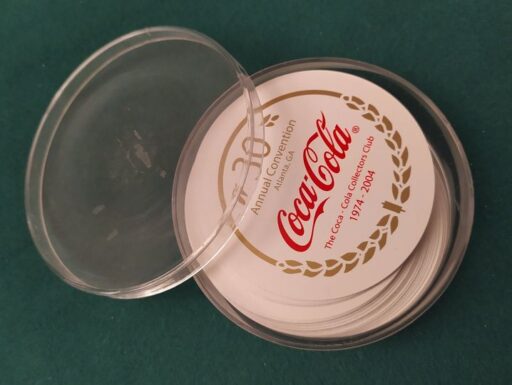 30
Annual Convention
Atlanta, GA
Coca-Cola®
The Coca - Cola Collectors Club
1974 - 2004